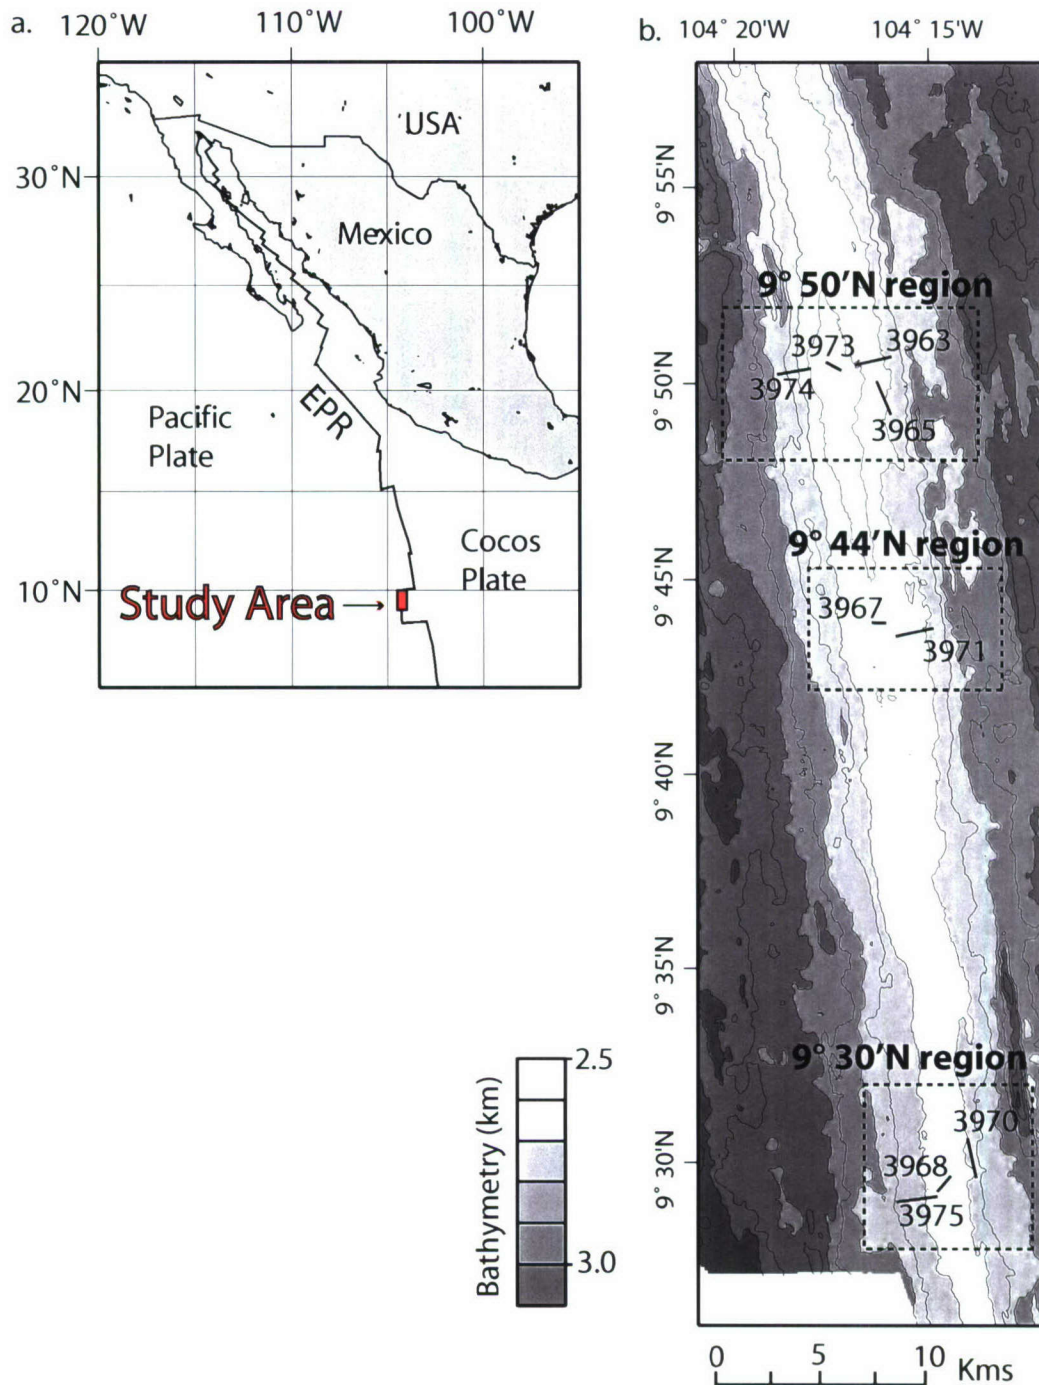 a.
120°W
110°W
100°W
USA
30°N
Mexico
20°N
EPR
Pacific
Plate
Cocos
Plate
10°N
Study Area
b.
104° 20'W
104° 15'W
9° 55'N
9° 50'N region
3973
3963
9° 50'N
3974
3965
9° 44'N region
9° 45'N
3967
3971
9° 40'N
9° 35'N
9° 30'N region
3970
9° 30'N
3968
3975
Bathymetry (km)
2.5
3.0
0
5
10
Kms